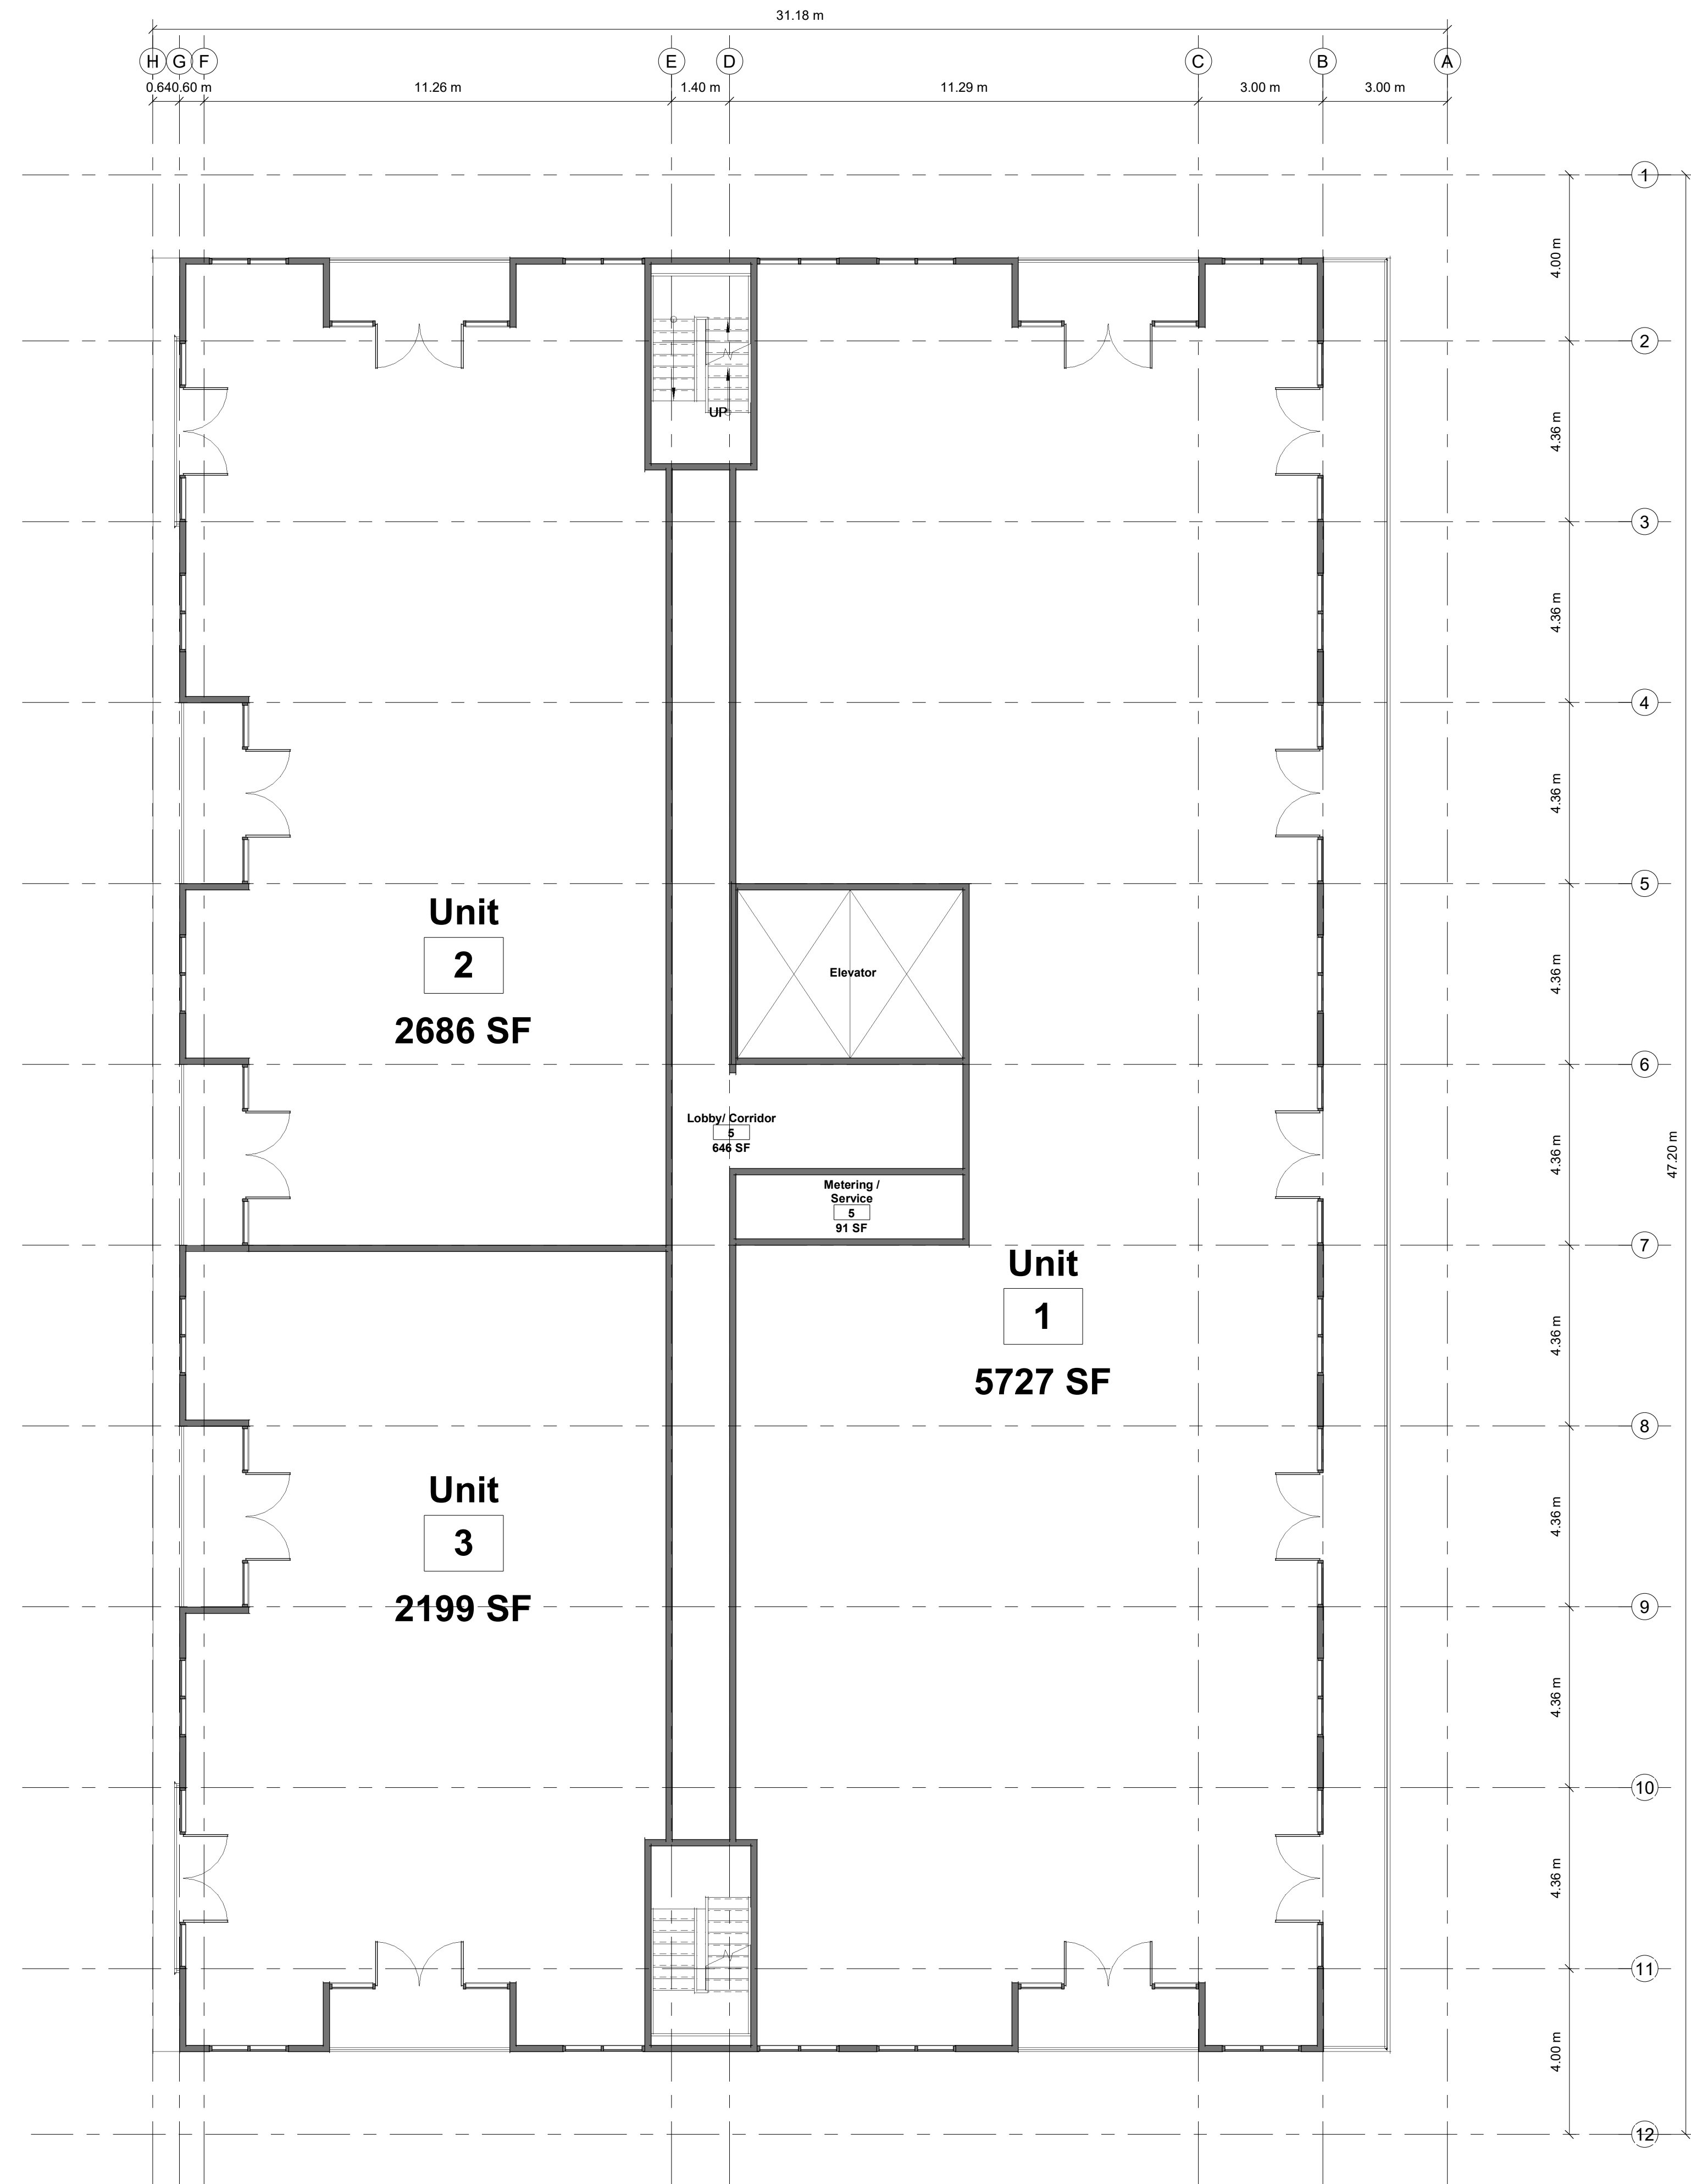 31.18 m
H G F E D C B A
0.64 0.60 m 11.26 m 1.40 m 11.29 m 3.00 m 3.00 m
1
4.00 m
2
UP
4.36 m
3
4.36 m
4
4.36 m
5
Unit
2
2686 SF
Elevator
4.36 m
6
Lobby/ Corridor
5
646 SF
4.36 m
47.20 m
Metering /
Service
5
91 SF
7
Unit
1
5727 SF
4.36 m
8
Unit
3
2199 SF
4.36 m
9
4.36 m
10
4.36 m
11
4.00 m
12